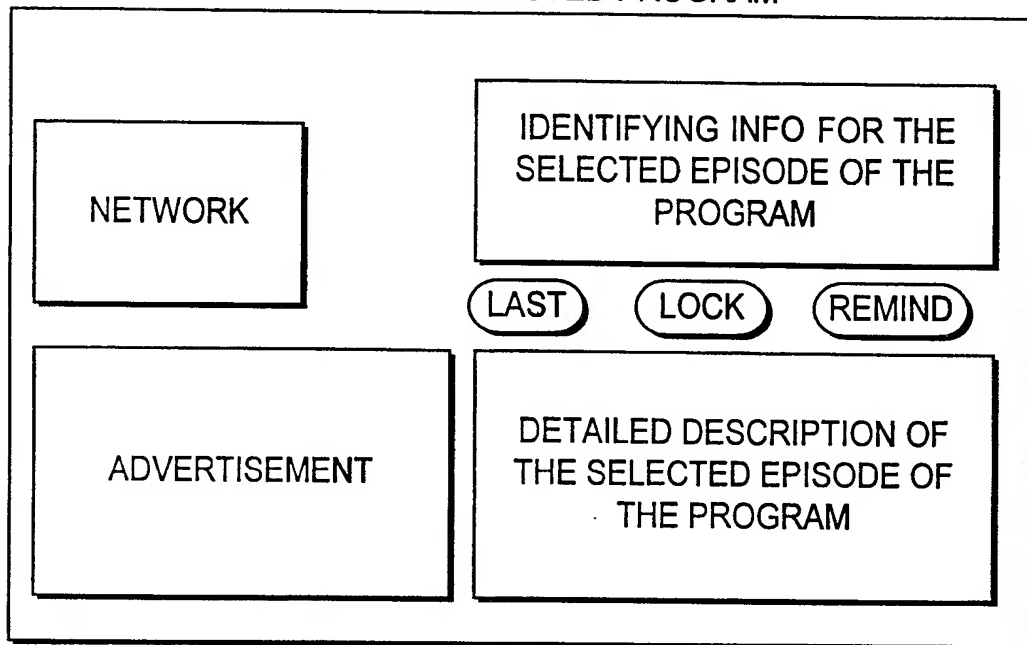 PROGRAM
NETWORK
IDENTIFYING INFO FOR THE
SELECTED EPISODE OF THE
PROGRAM
LAST
LOCK
REMIND
ADVERTISEMENT
DETAILED DESCRIPTION OF
THE SELECTED EPISODE OF
THE PROGRAM